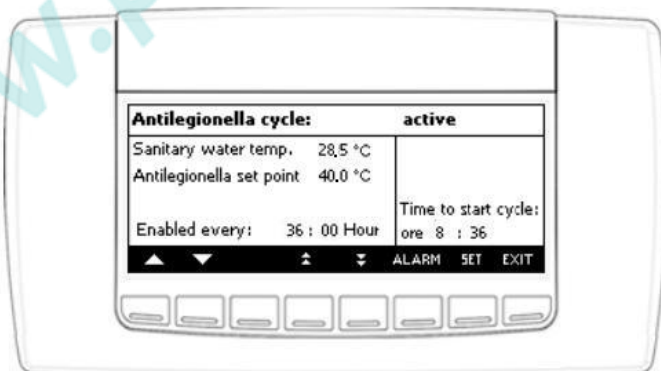 W.P
Antilegionella cycle: active
Sanitary water temp. 28.5 °C
Antilegionella set point 40.0 °C
Time to start cycle:
Enabled every: 36 : 00 Hour ore 8 : 36
ALARM SET EXIT